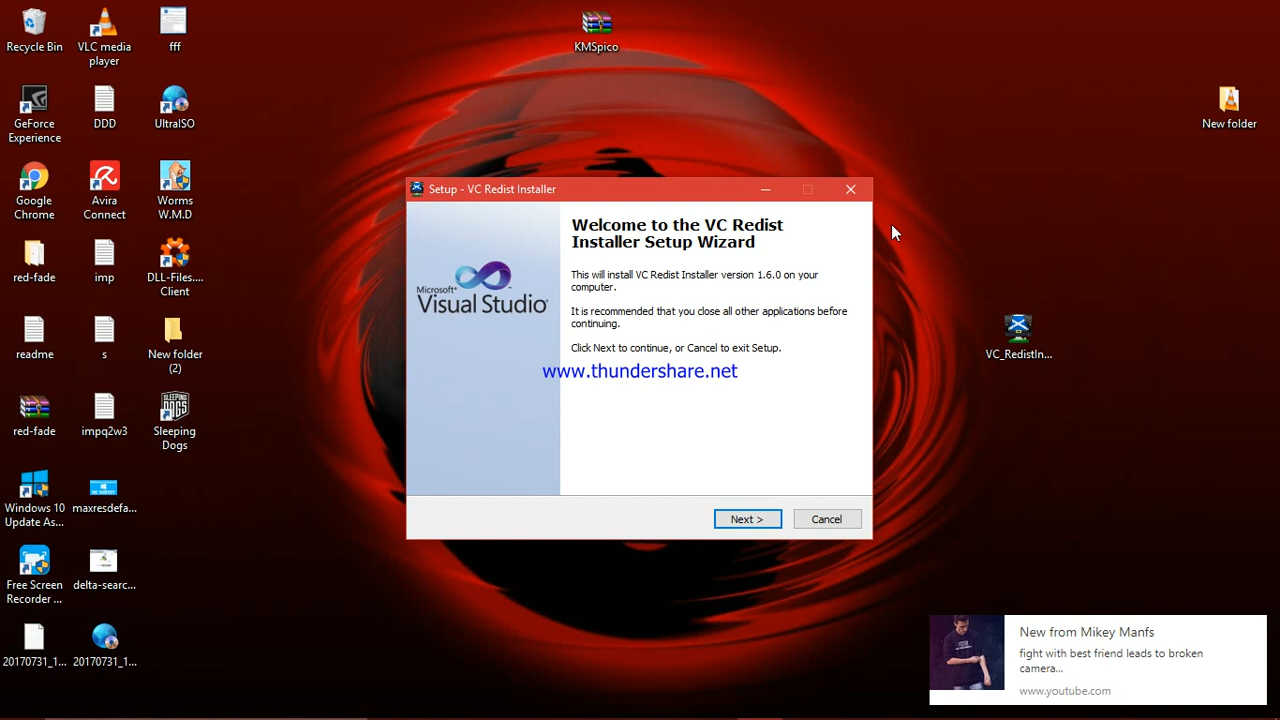 Recycle Bin
VLC media
player
fff
KMSpico
GeForce
Experience
DDD
UltraISO
New folder
Google
Chrome
Avira
Connect
Worms
W.M.D
Setup - VC Redist Installer
Welcome to the VC Redist
Installer Setup Wizard
This will install VC Redist Installer version 1.6.0 on your
computer.
It is recommended that you close all other applications before
continuing.
Click Next to continue, or Cancel to exit Setup.
www.thundershare.net
Microsoft®
Visual Studio®
Next >
Cancel
red-fade
imp
DLL-Files....
Client
readme
s
New folder
(2)
VC_RedistIn...
red-fade
impq2w3
Sleeping
Dogs
SLEEPING
DOGS
Windows 10
Update As...
maxresdefa...
Free Screen
Recorder ...
delta-searc...
20170731_1...
20170731_1...
New from Mikey Manfs
fight with best friend leads to broken
camera...
www.youtube.com